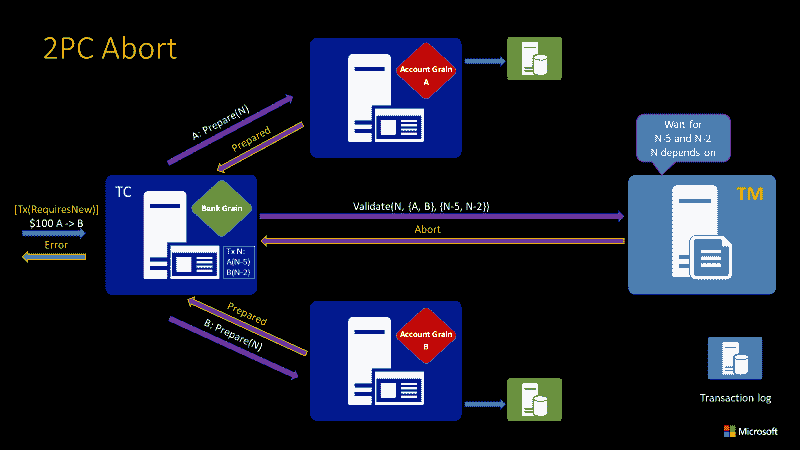 2PC Abort
Account Grain
A
A: Prepare(N)
Prepared
Wait for
N-5 and N-2
N depends on
TC
Bank Grain
TM
[Tx(RequiresNew)]
$100 A -> B
Error
Validate(N, {A, B}, {N-5, N-2})
Abort
Tx N:
A(N-5)
B(N-2)
Prepared
B: Prepare(N)
Account Grain
B
Transaction log
Microsoft